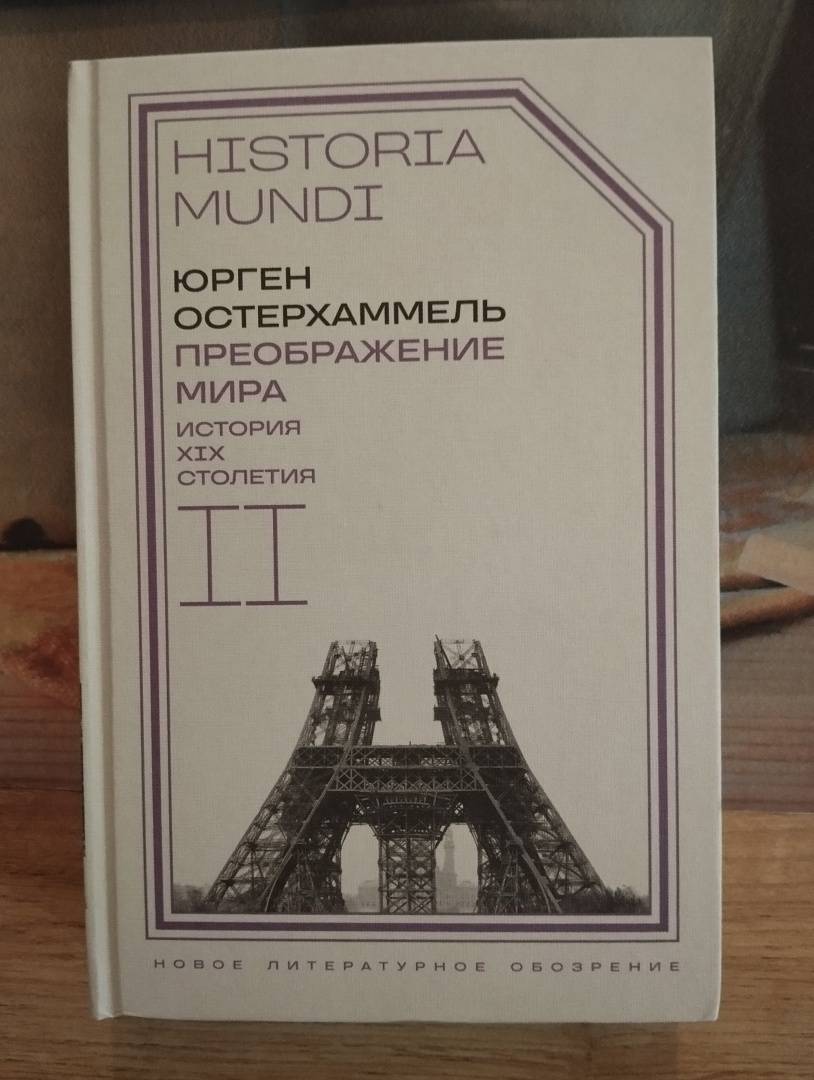 HISTORIA
MUNDI
ЮРГЕН
ОСТЕРХАММЕЛЬ
ПРЕОБРАЖЕНИЕ
МИРА
ИСТОРИЯ
XIX
СТОЛЕТИЯ
II
НОВОЕ ЛИТЕРАТУРНОЕ ОБОЗРЕНИЕ